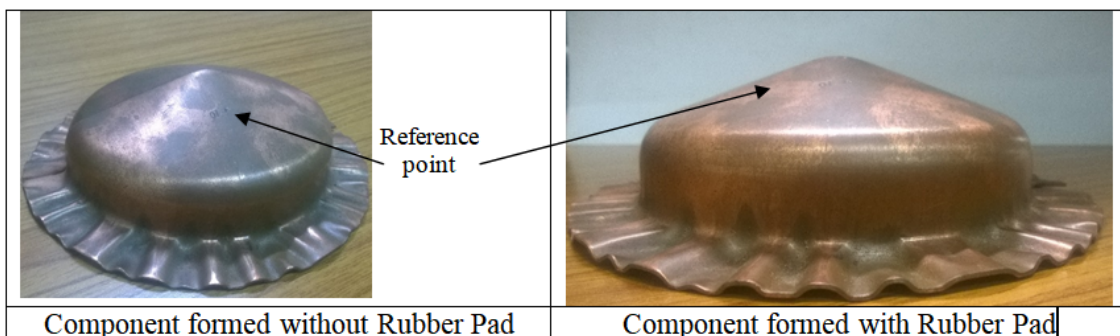 Reference
point
Component formed without Rubber Pad
Component formed with Rubber Pad